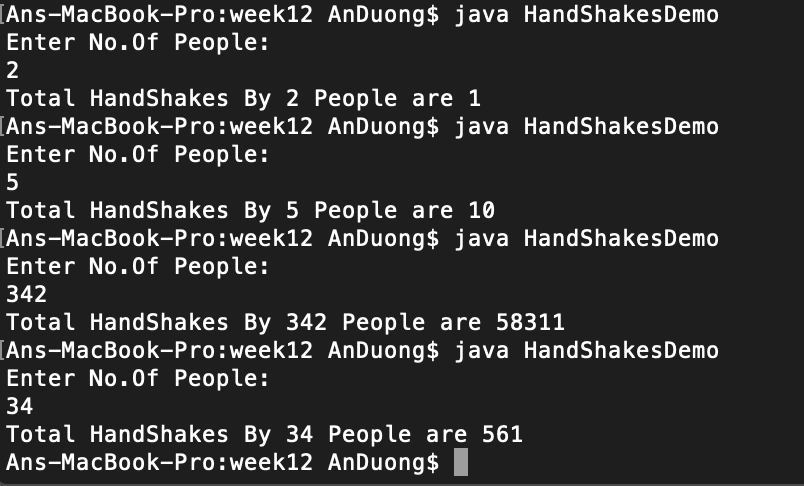 [Ans-MacBook-Pro:week12 AnDuong$ java HandShakesDemo
Enter No.Of People:
2
Total HandShakes By 2 People are 1
[Ans-MacBook-Pro:week12 AnDuong$ java HandShakesDemo
Enter No.Of People:
5
Total HandShakes By 5 People are 10
[Ans-MacBook-Pro:week12 AnDuong$ java HandShakesDemo
Enter No.Of People:
342
Total HandShakes By 342 People are 58311
[Ans-MacBook-Pro:week12 AnDuong$ java HandShakesDemo
Enter No.Of People:
34
Total HandShakes By 34 People are 561
Ans-MacBook-Pro:week12 AnDuong$